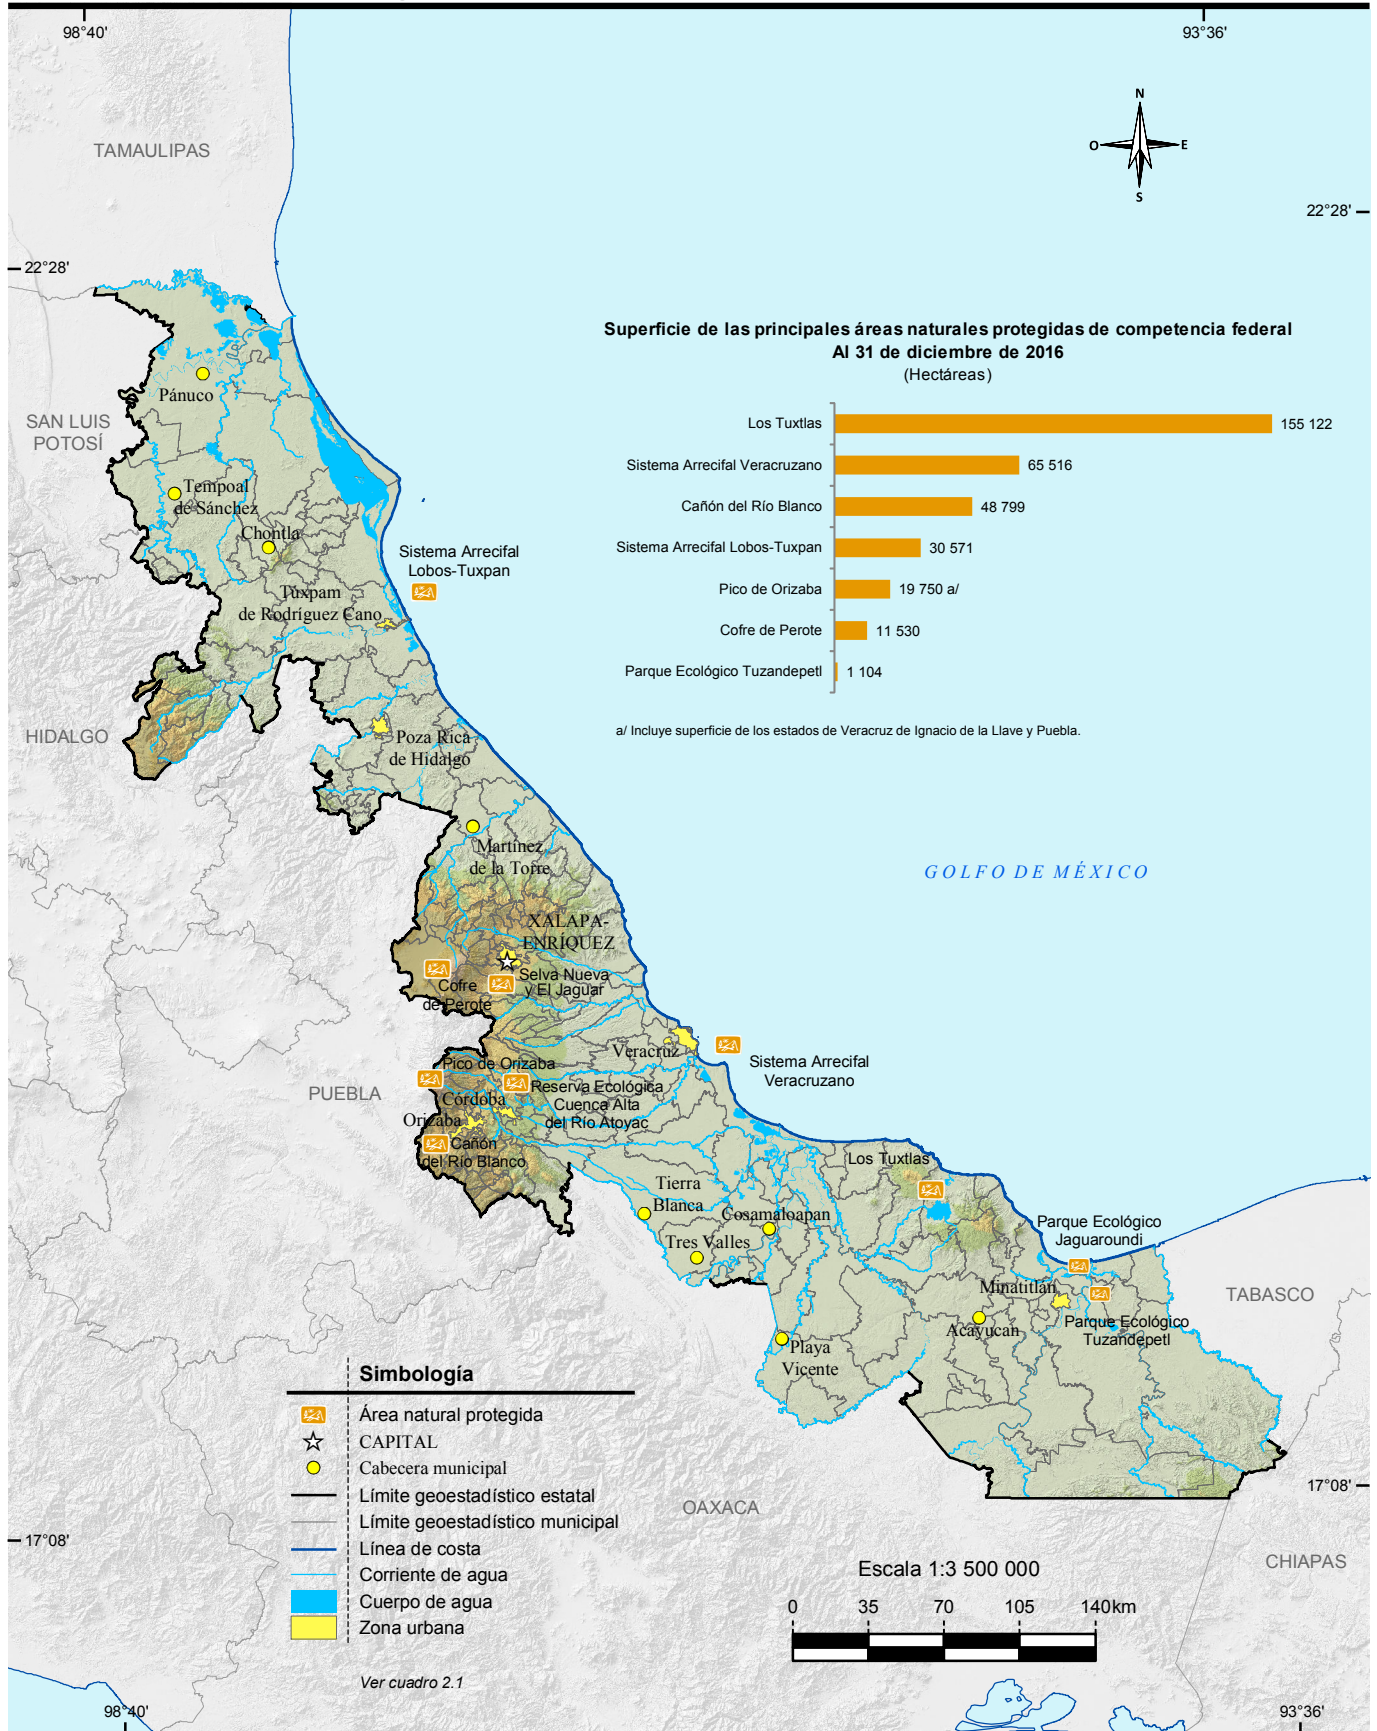 98°40'
93°36'
N
O
E
S
TAMAULIPAS
22°28'
22°28'
Superficie de las principales áreas naturales protegidas de competencia federal
Al 31 de diciembre de 2016
(Hectáreas)
Los Tuxtlas
155 122
Sistema Arrecifal Veracruzano
65 516
Cañón del Río Blanco
48 799
Sistema Arrecifal Lobos-Tuxpan
30 571
Pico de Orizaba
19 750 a/
Cofre de Perote
11 530
Parque Ecológico Tuzandepetl
1 104
a/ Incluye superficie de los estados de Veracruz de Ignacio de la Llave y Puebla.
Pánuco
SAN LUIS
POTOSÍ
Tempoal
de Sánchez
Chontla
Sistema Arrecifal
Lobos-Tuxpan
Túxpam
de Rodríguez Cano
HIDALGO
Poza Rica
de Hidalgo
Martínez
de la Torre
GOLFO DE MÉXICO
XALAPA-
ENRÍQUEZ
Selva Nueva
y El Jaguar
Cofre
de Perote
Veracruz
Sistema Arrecifal
Veracruzano
Pico de Orizaba
PUEBLA
Reserva Ecológica
Cuenca Alta
del Río Atoyac
Córdoba
Orizaba
Cañón
del Río Blanco
Los Tuxtlas
Tierra
Blanca
Cosamaloapan
Tres Valles
Parque Ecológico
Jaguaroundi
Minatitlán
TABASCO
Acayucan
Parque Ecológico
Tuzandepetl
Playa
Vicente
Simbología
Área natural protegida
CAPITAL
Cabecera municipal
Límite geoestadístico estatal
Límite geoestadístico municipal
Línea de costa
Corriente de agua
Cuerpo de agua
Zona urbana
Ver cuadro 2.1
OAXACA
17°08'
17°08'
CHIAPAS
Escala 1:3 500 000
0 35 70 105 140km
98°40'
93°36'